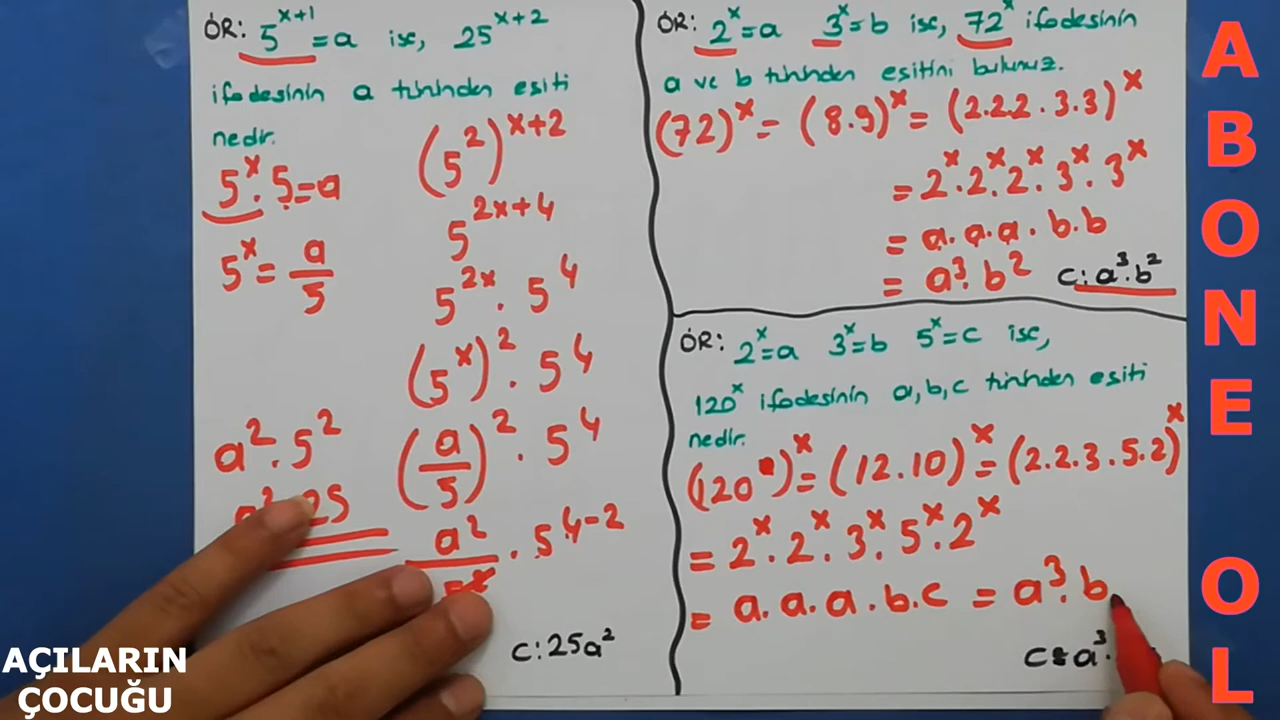 ÖR: 5^(x+1) = a ise, 25^(x+2)
ifadesinin a türünden eşiti
nedir.
5^x . 5 = a
5^x = a/5
a^2 . 5^2
25
(5^2)^(x+2)
5^(2x+4)
5^(2x) . 5^4
(5^x)^2 . 5^4
(a/5)^2 . 5^4
a^2 . 5^(4-2)
c: 25a^2
ÖR: 2^x = a 3^x = b ise, 72^x ifadesinin
a ve b türünden eşitini bulunuz.
(72)^x = (8.9)^x = (2.2.2.3.3)^x
= 2^x . 2^x . 2^x . 3^x . 3^x
= a.a.a.b.b
= a^3 . b^2 c: a^3 . b^2
ÖR: 2^x = a 3^x = b 5^x = c ise,
120^x ifadesinin a, b, c türünden eşiti
nedir.
(120)^x = (12.10)^x = (2.2.3.5.2)^x
= 2^x . 2^x . 3^x . 5^x . 2^x
= a.a.a.b.c = a^3 . b
c: a^3 .
ABONE
OL
AÇILARIN
ÇOCUĞU